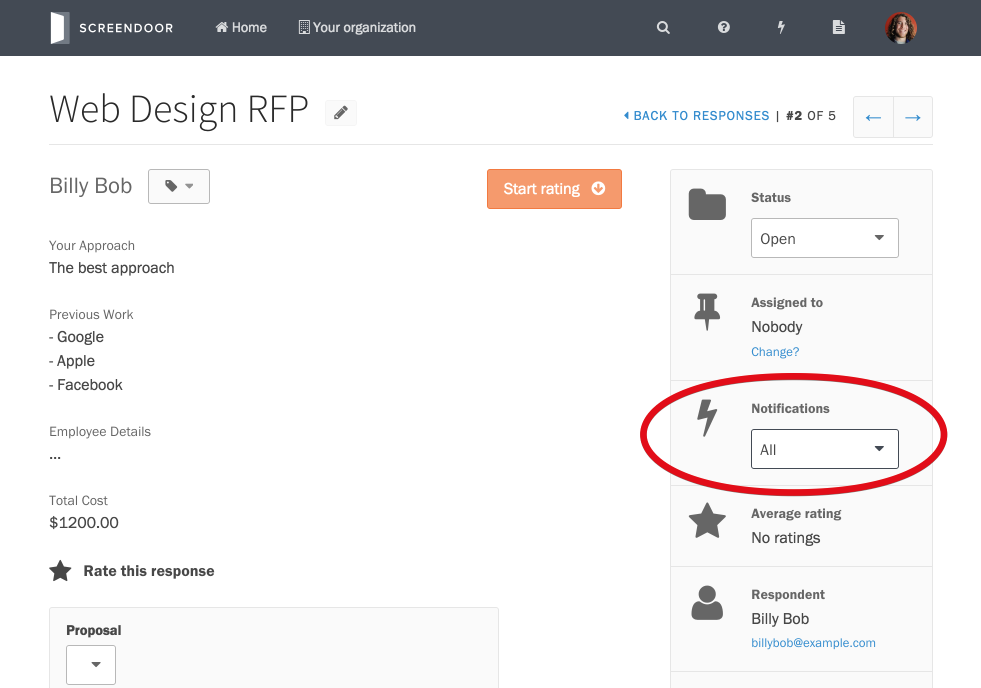 SCREENDOOR
Home
Your organization
Web Design RFP
BACK TO RESPONSES | #2 OF 5
Billy Bob
Start rating
Your Approach
The best approach
Previous Work
- Google
- Apple
- Facebook
Employee Details
...
Total Cost
$1200.00
Rate this response
Proposal
Status
Open
Assigned to
Nobody
Change?
Notifications
All
Average rating
No ratings
Respondent
Billy Bob
billybob@example.com